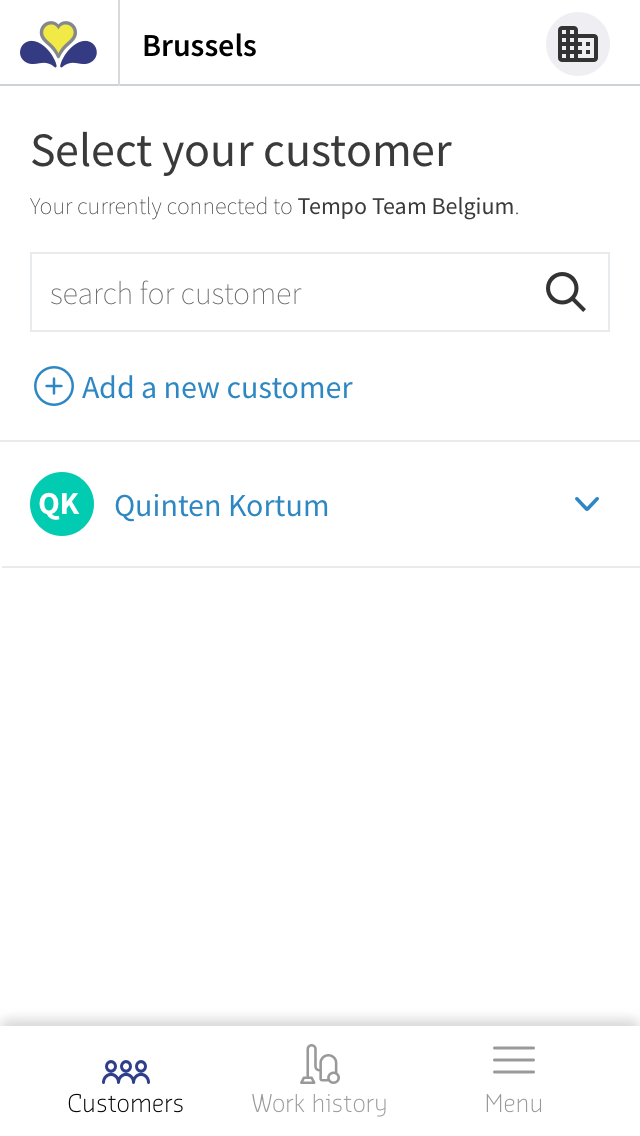 Brussels
Select your customer
Your currently connected to Tempo Team Belgium.
search for customer
Add a new customer
QK Quinten Kortum
Customers Work history Menu